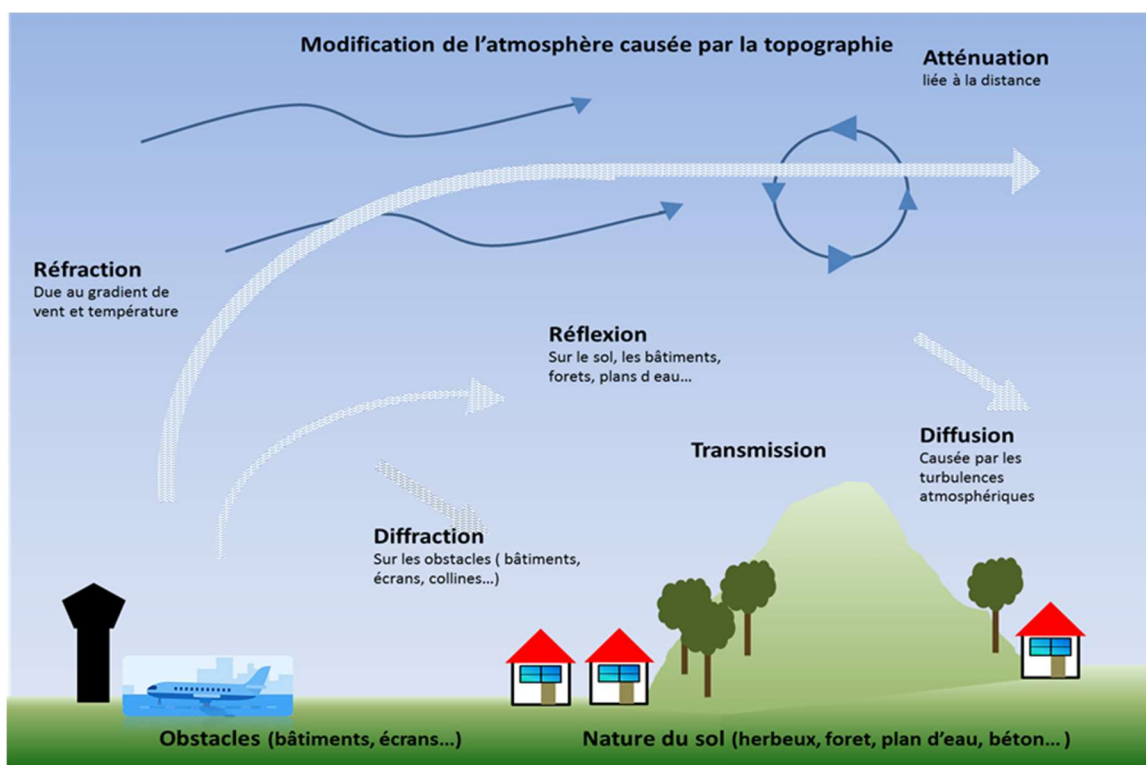 Modification de l’atmosphère causée par la topographie
Atténuation
liée à la distance
Réfraction
Due au gradient de
vent et température
Réflexion
Sur le sol, les bâtiments,
forets, plans d eau...
Transmission
Diffusion
Causée par les
turbulences
atmosphériques
Diffraction
Sur les obstacles ( bâtiments,
écrans, collines...)
Obstacles (bâtiments, écrans...)
Nature du sol (herbeux, foret, plan d’eau, béton... )